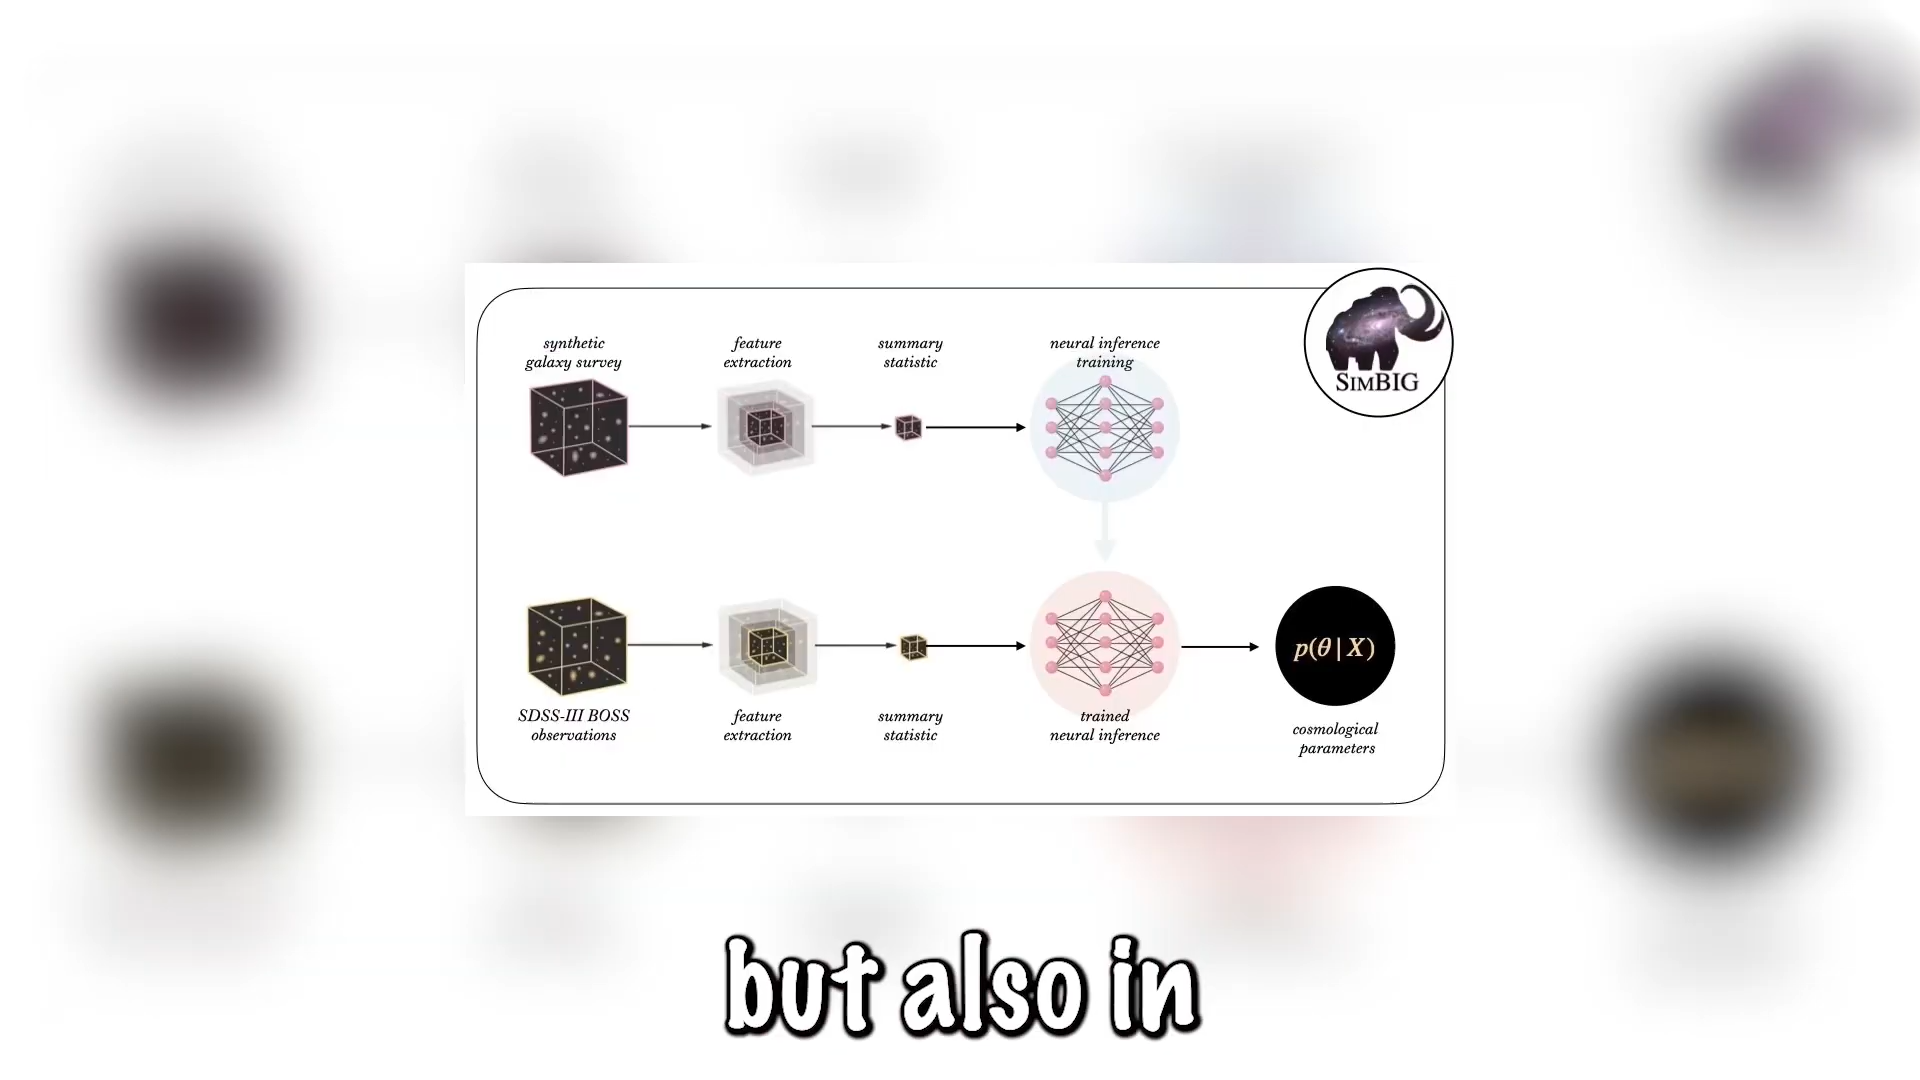 synthetic
galaxy survey
feature
extraction
summary
statistic
neural inference
training
SIMBIG
SDSS-III BOSS
observations
feature
extraction
summary
statistic
trained
neural inference
p(θ | X)
cosmological
parameters
but also in